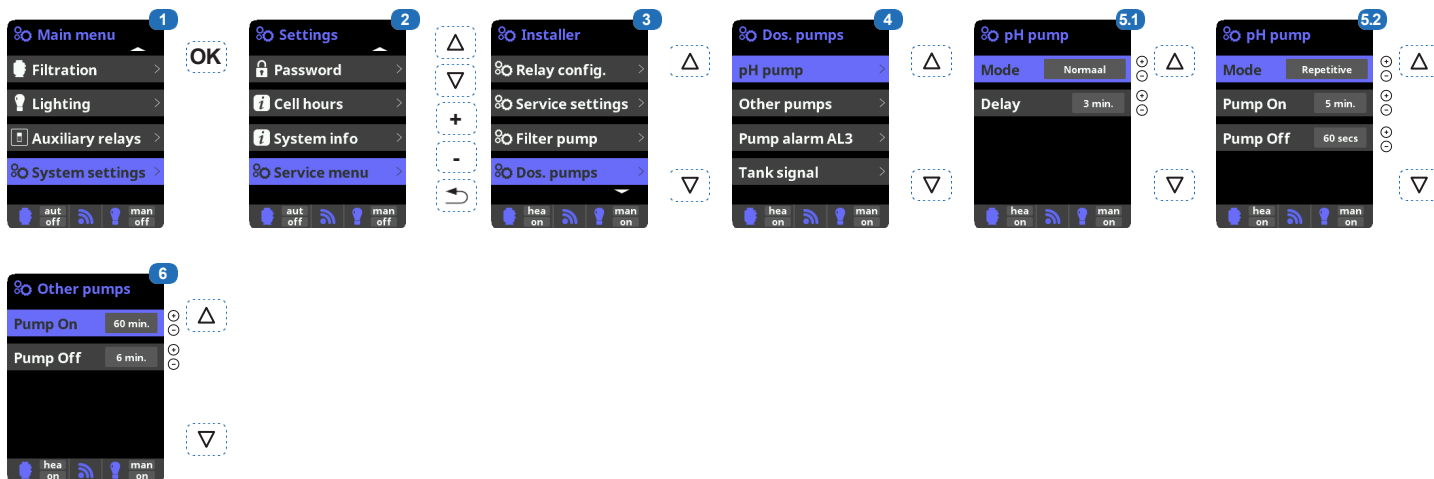 1
Main menu
Filtration
Lighting
Auxiliary relays
System settings
aut
off
man
off
OK
2
Settings
Password
Cell hours
System info
Service menu
aut
off
man
off
+
-
3
Installer
Relay config.
Service settings
Filter pump
Dos. pumps
hea
on
man
on
4
Dos. pumps
pH pump
Other pumps
Pump alarm AL3
Tank signal
hea
on
man
on
5.1
pH pump
Mode Normaal
Delay 3 min.
hea
on
man
on
5.2
pH pump
Mode Repetitive
Pump On 5 min.
Pump Off 60 secs
hea
on
man
on
6
Other pumps
Pump On 60 min.
Pump Off 6 min.
hea
on
man
on